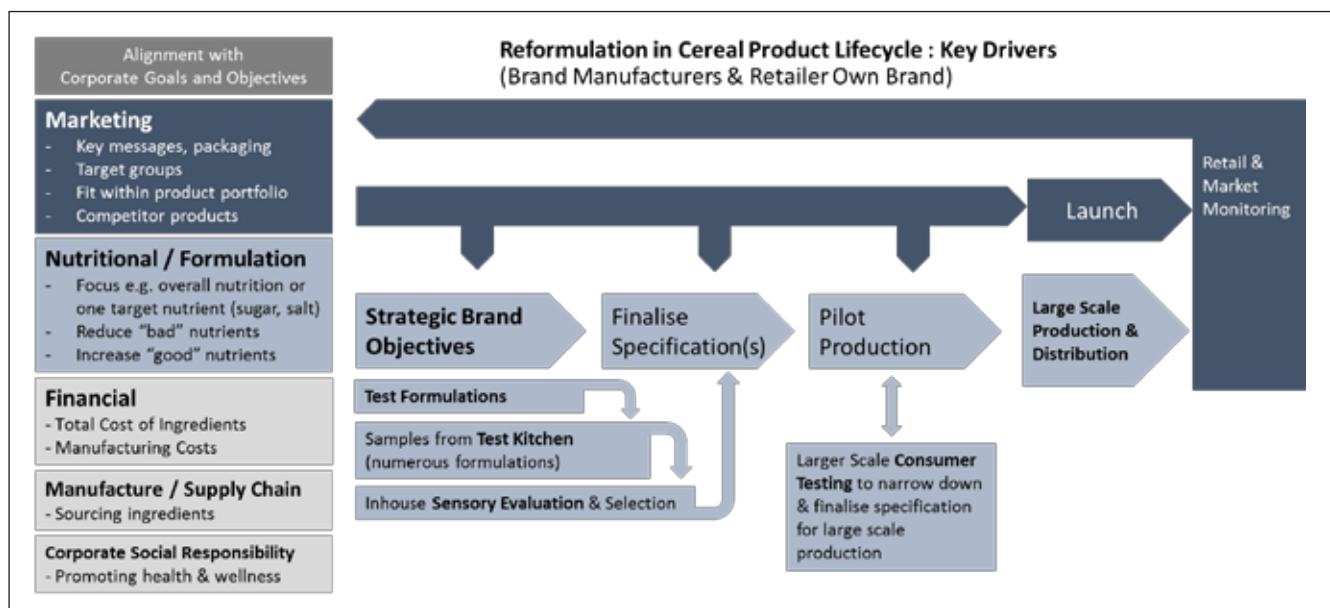 Alignment with
Corporate Goals and Objectives
Marketing
- Key messages, packaging
- Target groups
- Fit within product portfolio
- Competitor products
Nutritional / Formulation
- Focus e.g. overall nutrition or
one target nutrient (sugar, salt)
- Reduce “bad” nutrients
- Increase “good” nutrients
Financial
- Total Cost of Ingredients
- Manufacturing Costs
Manufacture / Supply Chain
- Sourcing ingredients
Corporate Social Responsibility
- Promoting health & wellness
Reformulation in Cereal Product Lifecycle : Key Drivers
(Brand Manufacturers & Retailer Own Brand)
Retail &
Market
Monitoring
Launch
Strategic Brand
Objectives
Finalise
Specification(s)
Pilot
Production
Large Scale
Production &
Distribution
Test Formulations
Samples from Test Kitchen
(numerous formulations)
Inhouse Sensory Evaluation & Selection
Larger Scale Consumer
Testing to narrow down
& finalise specification
for large scale
production